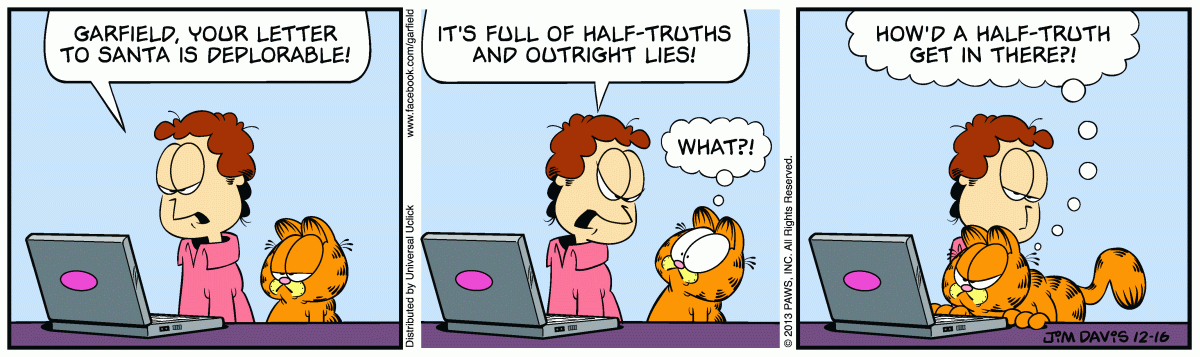 GARFIELD, YOUR LETTER
TO SANTA IS DEPLORABLE!
Distributed by Universal Uclick
www.facebook.com/garfield
IT'S FULL OF HALF-TRUTHS
AND OUTRIGHT LIES!
WHAT?!
© 2013 PAWS, INC. All Rights Reserved.
HOW'D A HALF-TRUTH
GET IN THERE?!
JIM DAVIS 12-16